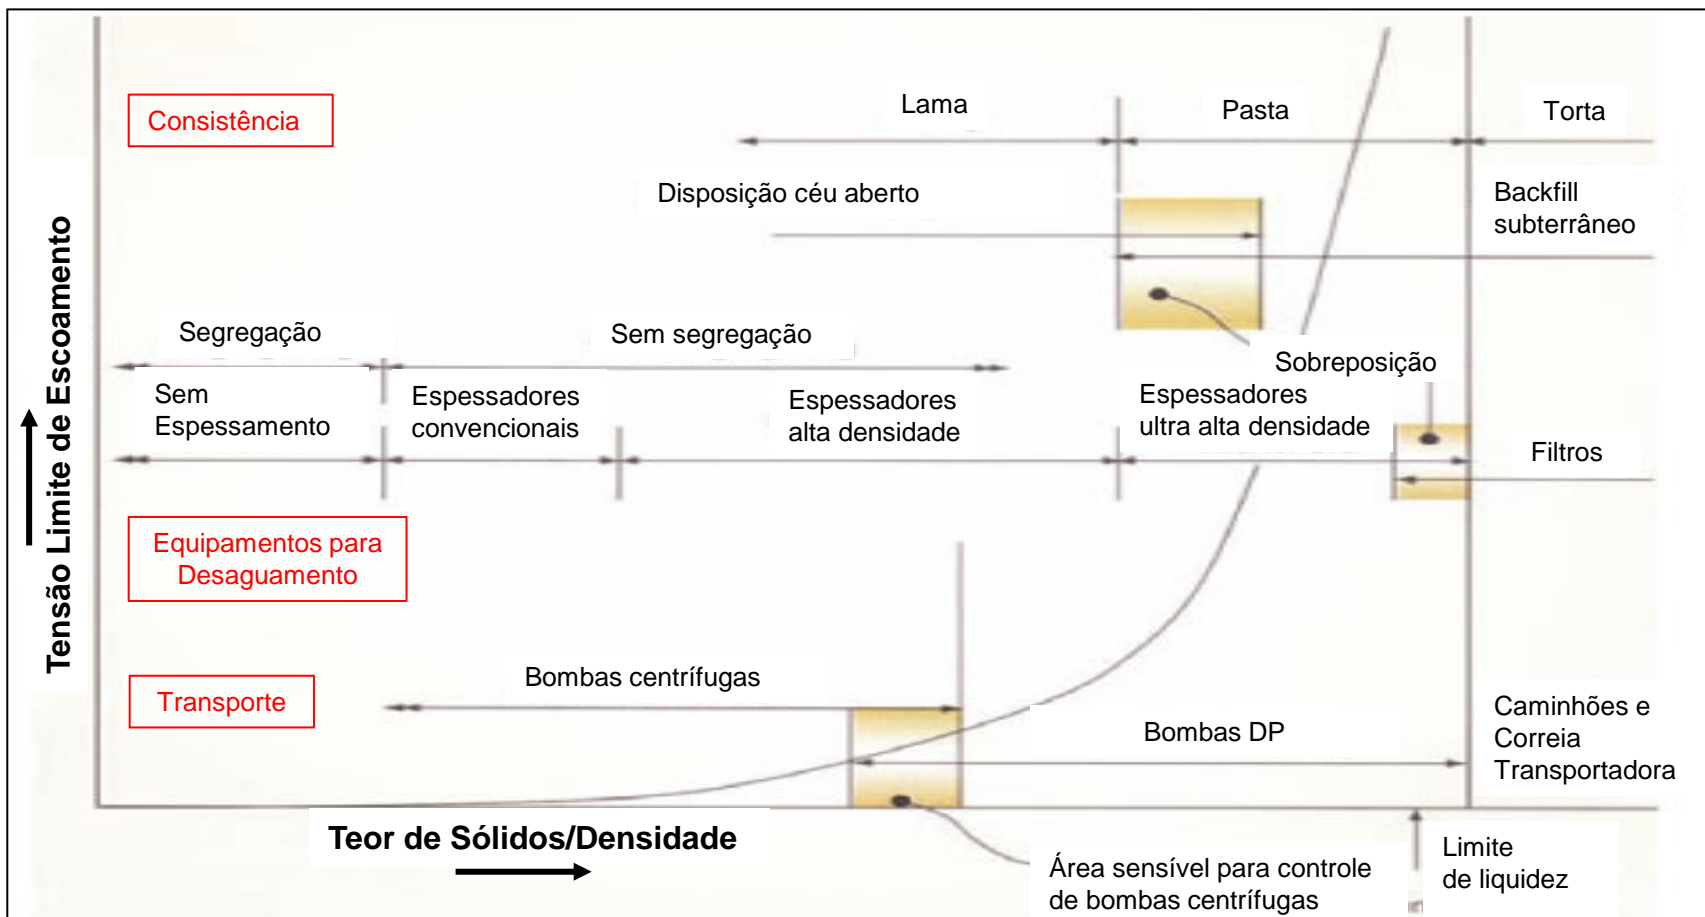 Consistência
Lama
Pasta
Torta
Disposição céu aberto
Backfill
subterrâneo
Segregação
Sem segregação
Sobreposição
Sem
Espessamento
Espessadores
convencionais
Espessadores
alta densidade
Espessadores
ultra alta densidade
Filtros
Tensão Limite de Escoamento
Equipamentos para
Desaguamento
Transporte
Bombas centrífugas
Bombas DP
Caminhões e
Correia
Transportadora
Teor de Sólidos/Densidade
Área sensível para controle
de bombas centrífugas
Limite
de liquidez